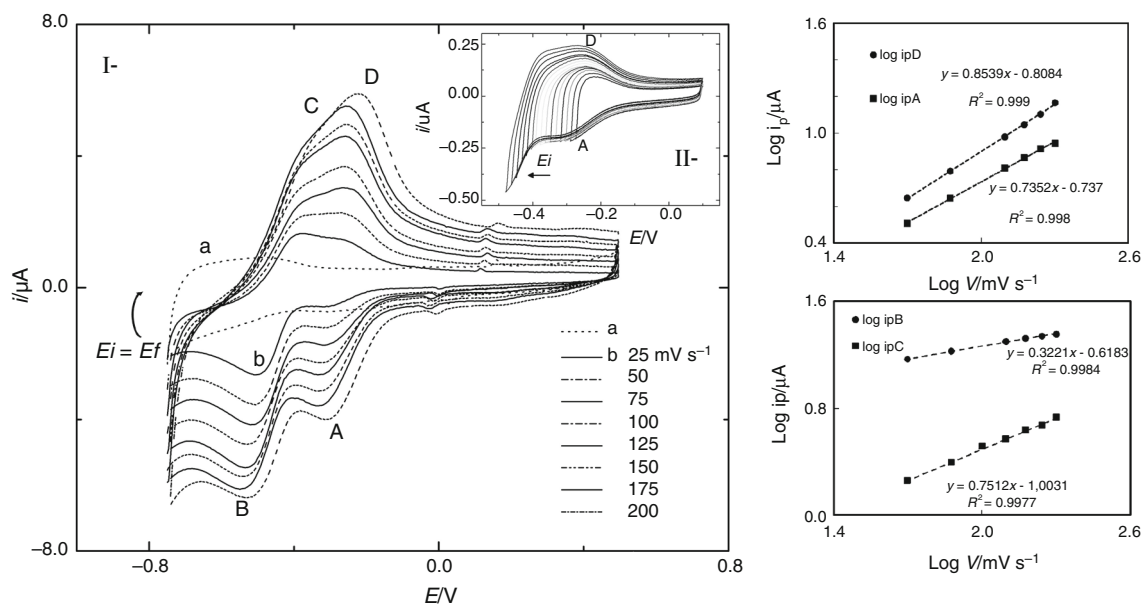 8.0
I-
C
D
a
i/μA
0.0
Ei = Ef
b
A
B
−8.0
−0.8
0.0
0.8
E/V
0.25
0.00
−0.25
−0.50
i/uA
D
A
Ei
II-
−0.4
−0.2
0.0
E/V
a
b 25 mV s⁻¹
50
75
100
125
150
175
200
1.6
1.0
0.4
Log iₚ/μA
log ipD
log ipA
y = 0.8539x - 0.8084
R² = 0.999
y = 0.7352x - 0.737
R² = 0.998
1.4
2.0
2.6
Log V/mV s⁻¹
1.6
0.8
0.0
Log ip/μA
log ipB
log ipC
y = 0.3221x - 0.6183
R² = 0.9984
y = 0.7512x - 1,0031
R² = 0.9977
1.4
2.0
2.6
Log V/mV s⁻¹